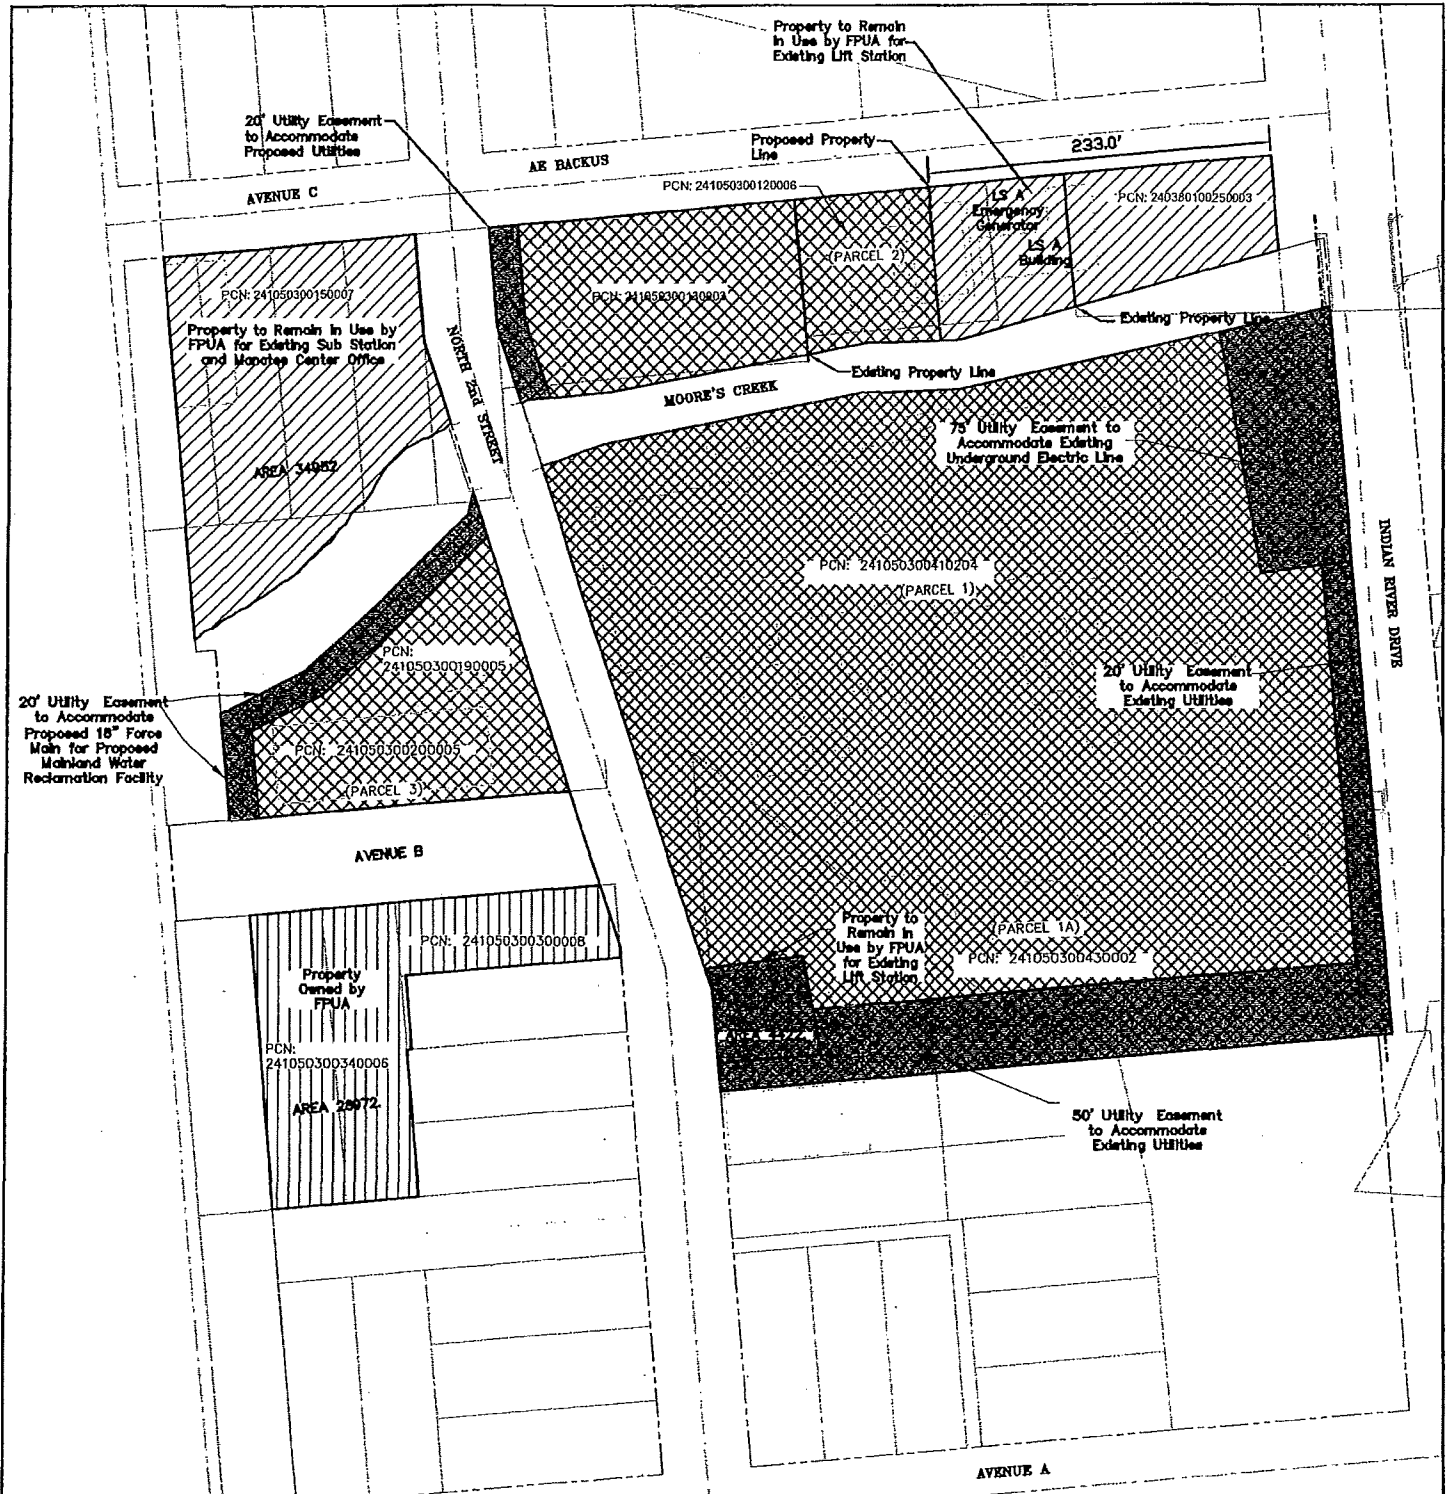 Property to Remain
in Use by FPUA for
Existing Lift Station
20' Utility Easement
to Accommodate
Proposed Utilities
AE BACKUS
Proposed Property
Line
233.0'
AVENUE C
PCN: 241050300120006
LS A
Emergency
Generator
LS A
Building
PCN: 240380100250003
(PARCEL 2)
PCN: 241050300150007
PCN: 241050300130003
Property to Remain in Use by
FPUA for Existing Sub Station
and Manatee Center Office
Existing Property Line
NORTH 2nd STREET
Existing Property Line
MOORE'S CREEK
75' Utility Easement to
Accommodate Existing
Underground Electric Line
AREA 34952
INDIAN RIVER DRIVE
PCN: 241050300410204
(PARCEL 1)
PCN:
241050300190005
20' Utility Easement
to Accommodate
Existing Utilities
20' Utility Easement
to Accommodate
Proposed 18" Force
Main for Proposed
Mainland Water
Reclamation Facility
PCN: 241050300200005
(PARCEL 3)
AVENUE B
Property to
Remain in
Use by FPUA
for Existing
Lift Station
(PARCEL 1A)
PCN: 241050300430002
PCN: 241050300300008
Property
Owned by
FPUA
AREA
PCN:
241050300340006
AREA 28972
50' Utility Easement
to Accommodate
Existing Utilities
AVENUE A